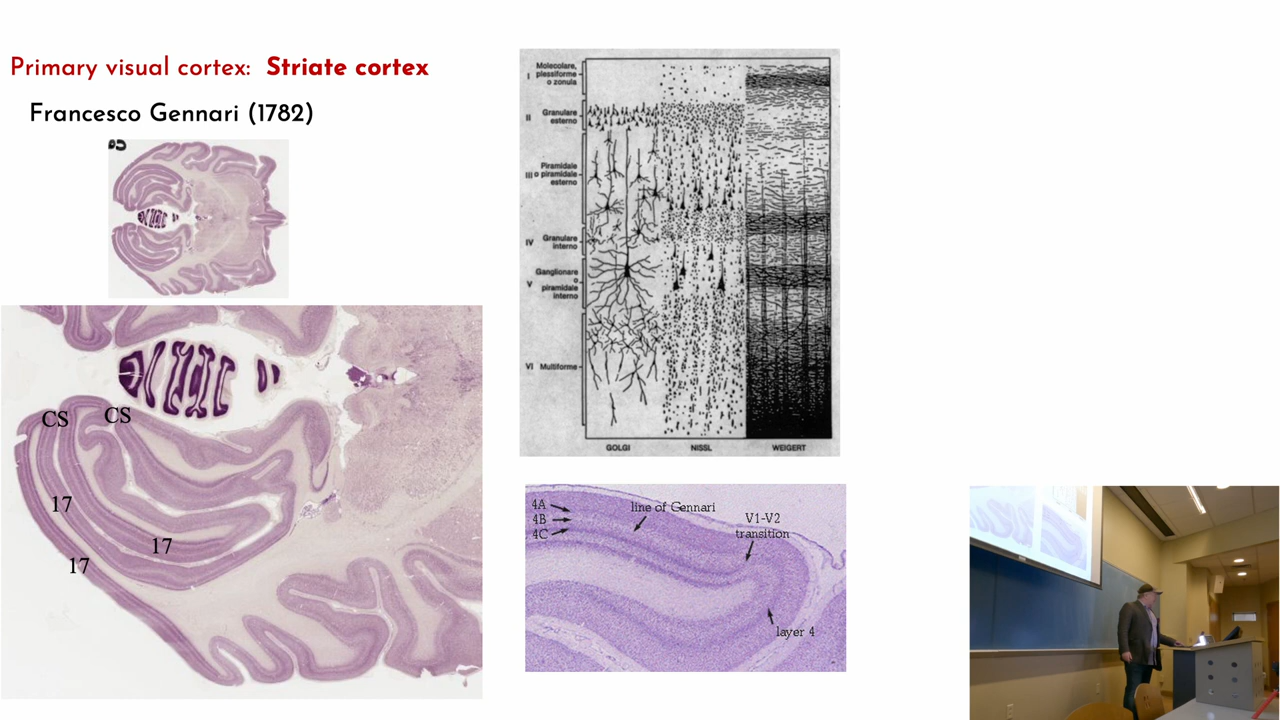 Primary visual cortex: Striate cortex
Francesco Gennari (1782)
CS
CS
17
17
17
I
Molecolare,
plessiforme
o zonula
II
Granulare
esterno
III
Piramidale
o piramidale
esterno
IV
Granulare
interno
V
Ganglionare
o
piramidale
interno
VI
Multiforme
GOLGI
NISSL
WEIGERT
4A
4B
4C
line of Gennari
V1-V2
transition
layer 4